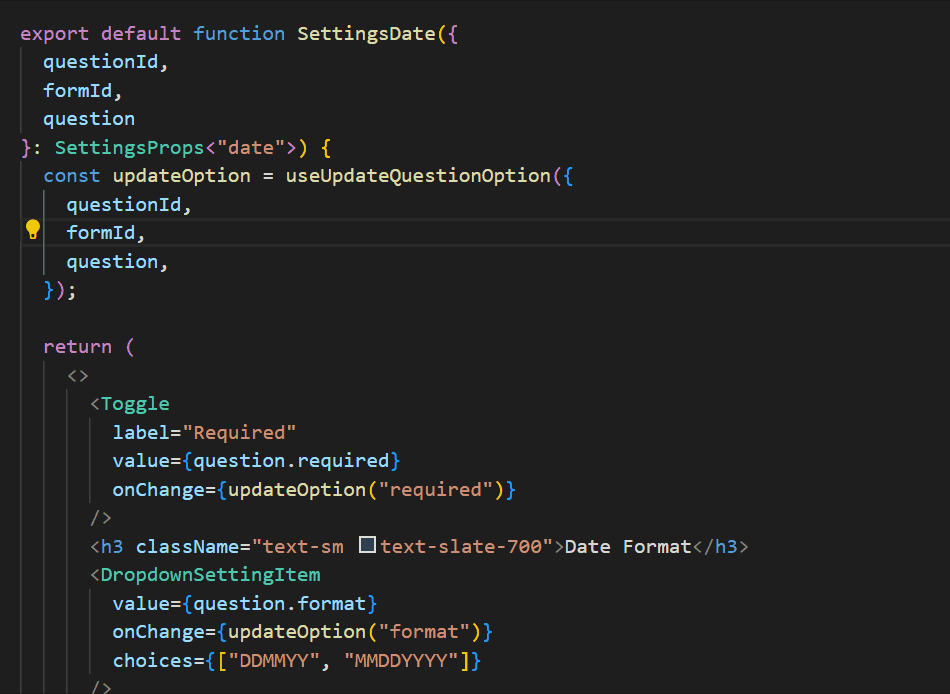 export default function SettingsDate({
  questionId,
  formId,
  question
}: SettingsProps<"date">) {
  const updateOption = useUpdateQuestionOption({
    questionId,
    formId,
    question,
  });

  return (
    <>
      <Toggle
        label="Required"
        value={question.required}
        onChange={updateOption("required")}
      />
      <h3 className="text-sm text-slate-700">Date Format</h3>
      <DropdownSettingItem
        value={question.format}
        onChange={updateOption("format")}
        choices={["DDMMYY", "MMDDYYYY"]}
      />